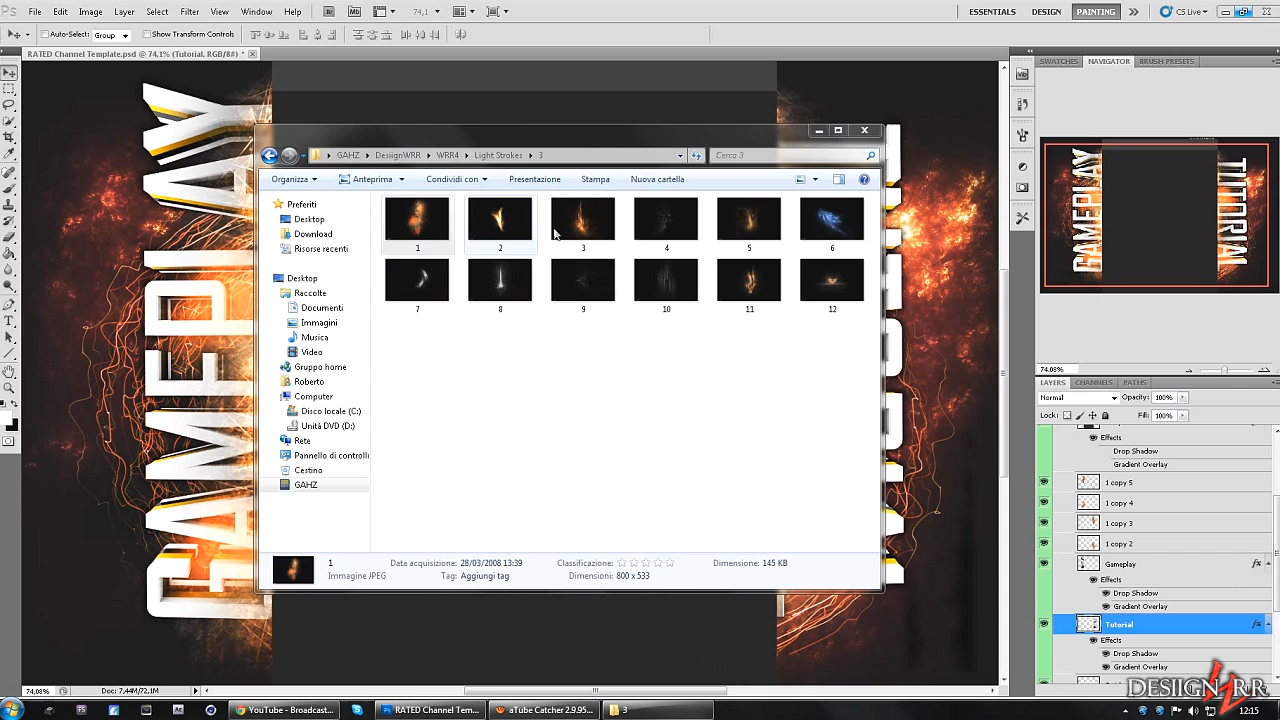 Ps File Edit Image Layer Select Filter View Window Help Br Mb 74,1 ESSENTIALS DESIGN PAINTING CS Live
Auto-Select: Group Show Transform Controls
RATED Channel Template.psd @ 74,1% (Tutorial, RGB/8#) *
SWATCHES NAVIGATOR BRUSH PRESETS
GAMEPLAY
GAHZ DesiignWRR WRR4 Light Strokes 3 Cerca 3
Organizza Anteprima Condividi con Presentazione Stampa Nuova cartella
Preferiti
Desktop
Download
Risorse recenti
Desktop
Raccolte
Documenti
Immagini
Musica
Video
Gruppo home
Roberto
Computer
Disco locale (C:)
Unità DVD (D:)
Rete
Pannello di controll
Cestino
GAHZ
1 2 3 4 5 6
7 8 9 10 11 12
1 Data acquisizione: 28/03/2008 13:39 Classificazione: Dimensione: 145 KB
Immagine JPEG Tag: Aggiungi tag Dimensioni: 800 x 533
GAMEPLAY TUTORIAL
74.08%
LAYERS CHANNELS PATHS
Normal Opacity: 100%
Lock: Fill: 100%
Effects
Drop Shadow
Gradient Overlay
1 copy 5
1 copy 4
1 copy 3
1 copy 2
Gameplay fx
Effects
Drop Shadow
Gradient Overlay
Tutorial fx
Effects
Drop Shadow
Gradient Overlay
74,08% Doc: 7,44M/72,1M
YouTube - Broadcast... RATED Channel Tem... aTube Catcher 2.9.95... 3 12:15